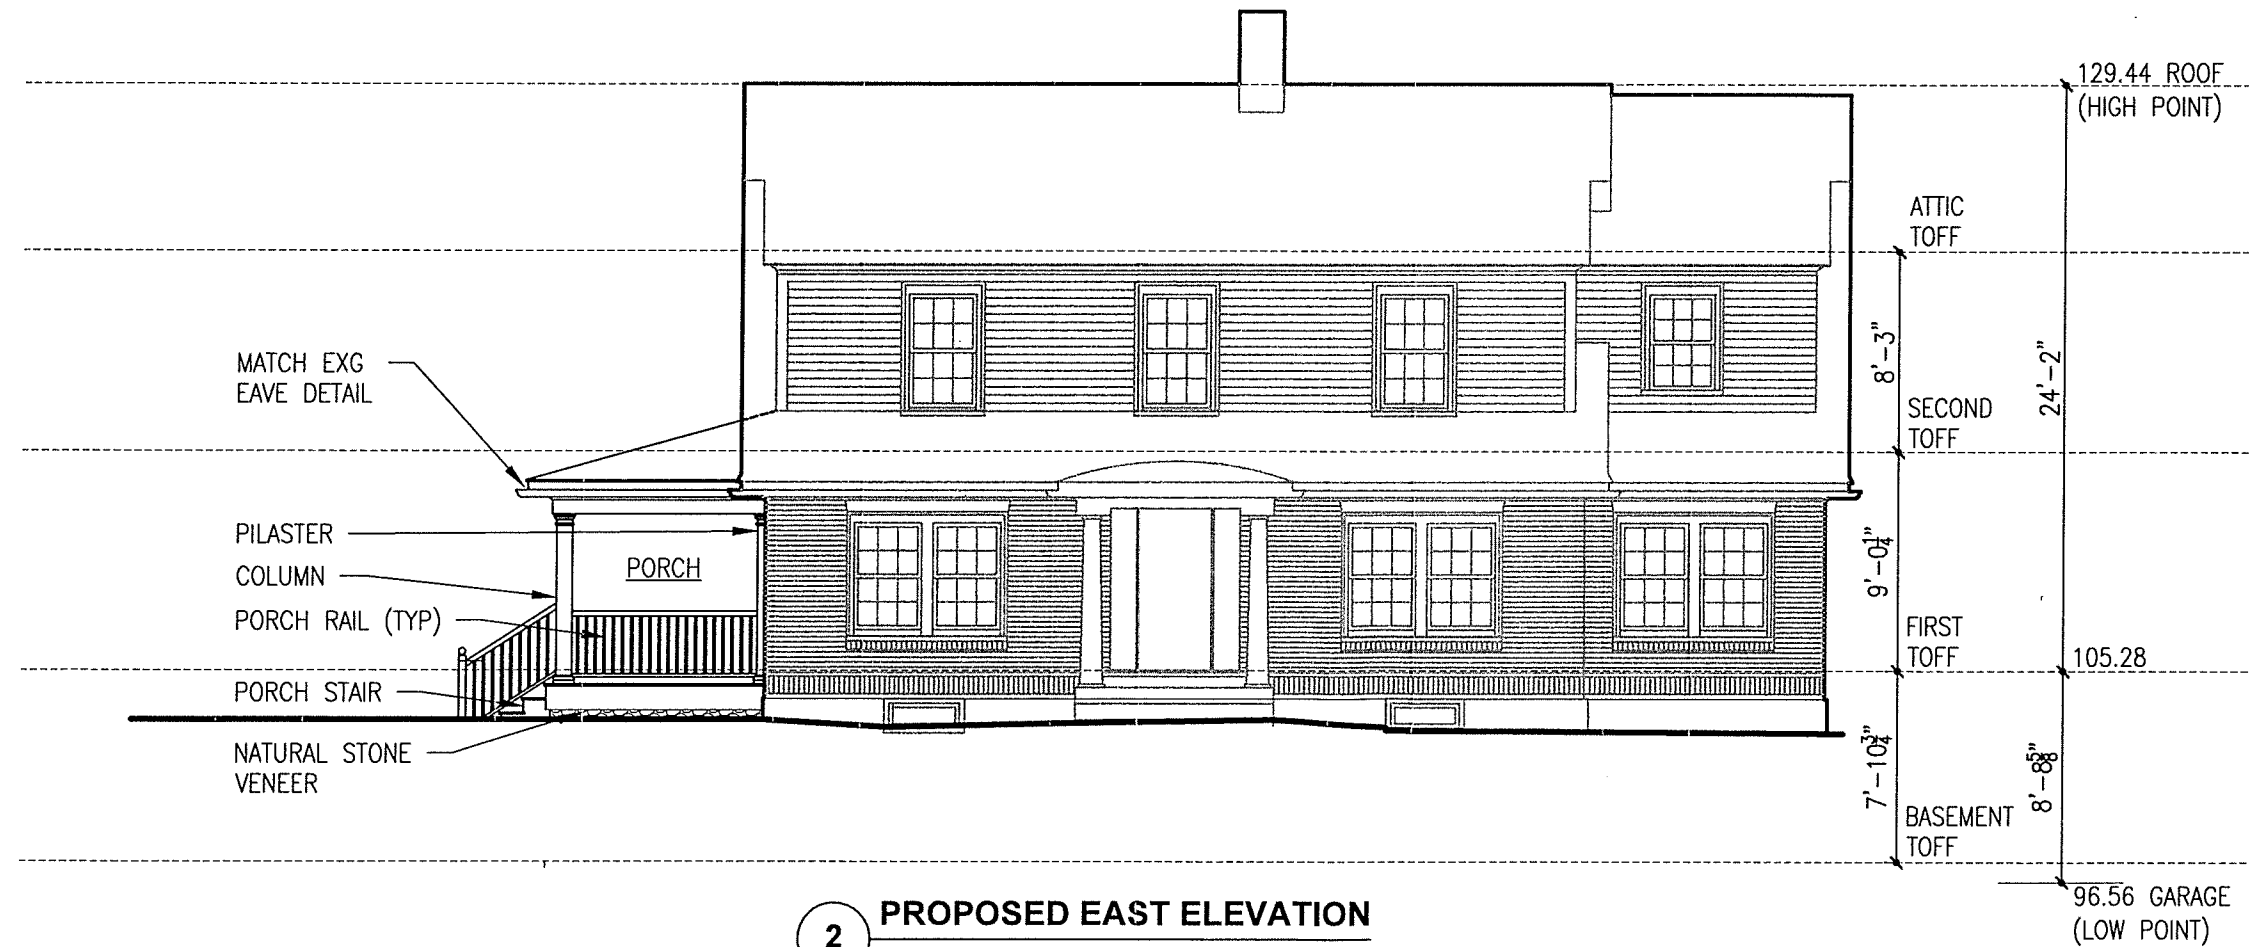 129.44 ROOF
(HIGH POINT)
ATTIC
TOFF
8'-3"
24'-2"
MATCH EXG
EAVE DETAIL
SECOND
TOFF
PILASTER
COLUMN
PORCH
PORCH RAIL (TYP)
9'-0¼"
FIRST
TOFF
105.28
PORCH STAIR
NATURAL STONE
VENEER
7'-10¾"
8'-8⅝"
BASEMENT
TOFF
96.56 GARAGE
(LOW POINT)
2 PROPOSED EAST ELEVATION